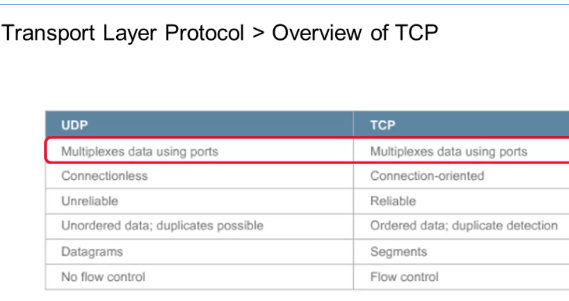 Transport Layer Protocol > Overview of TCP
UDP TCP
Multiplexes data using ports Multiplexes data using ports
Connectionless Connection-oriented
Unreliable Reliable
Unordered data; duplicates possible Ordered data; duplicate detection
Datagrams Segments
No flow control Flow control